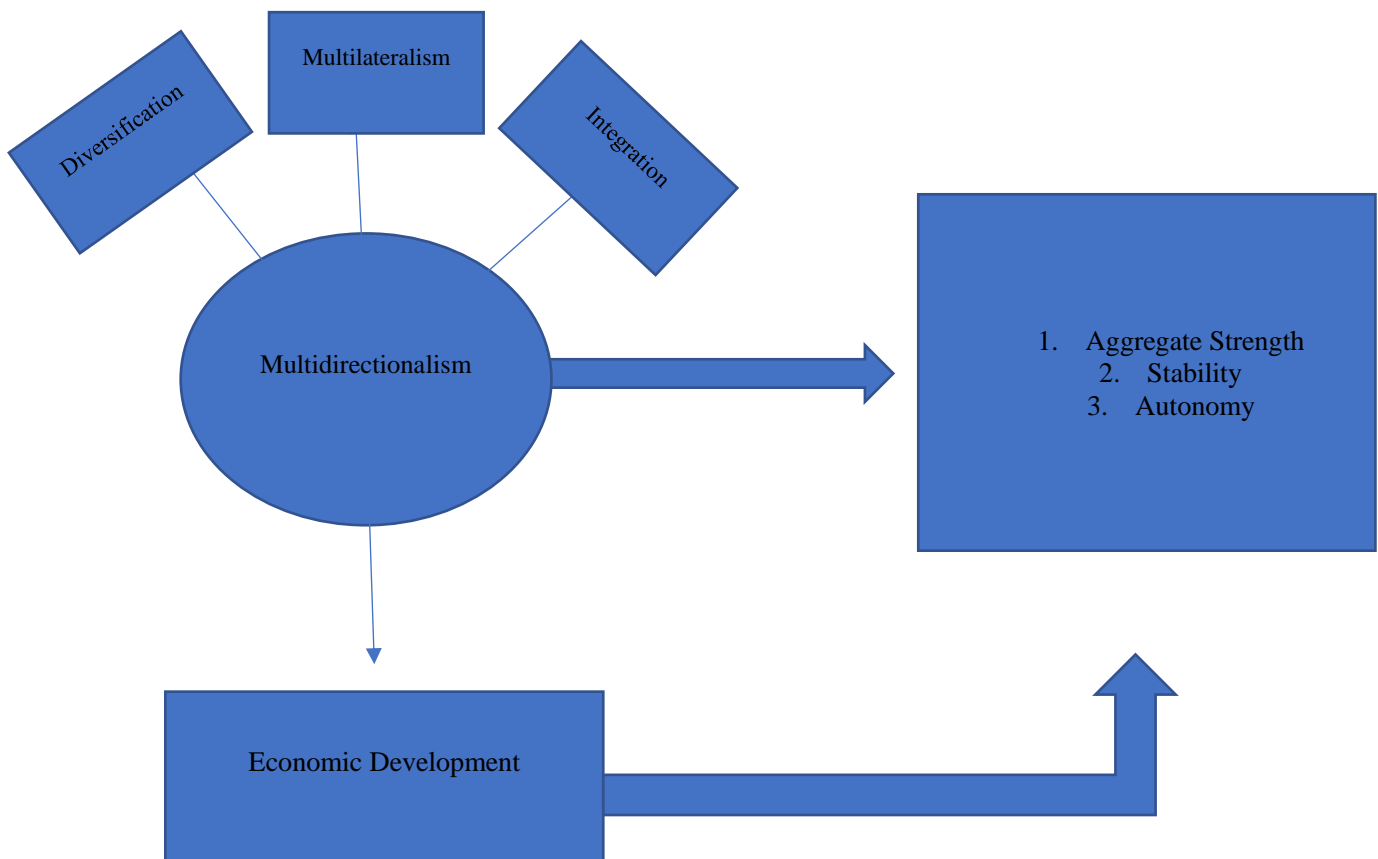 Diversification
Multilateralism
Integration
Multidirectionalism
1. Aggregate Strength
2. Stability
3. Autonomy
Economic Development